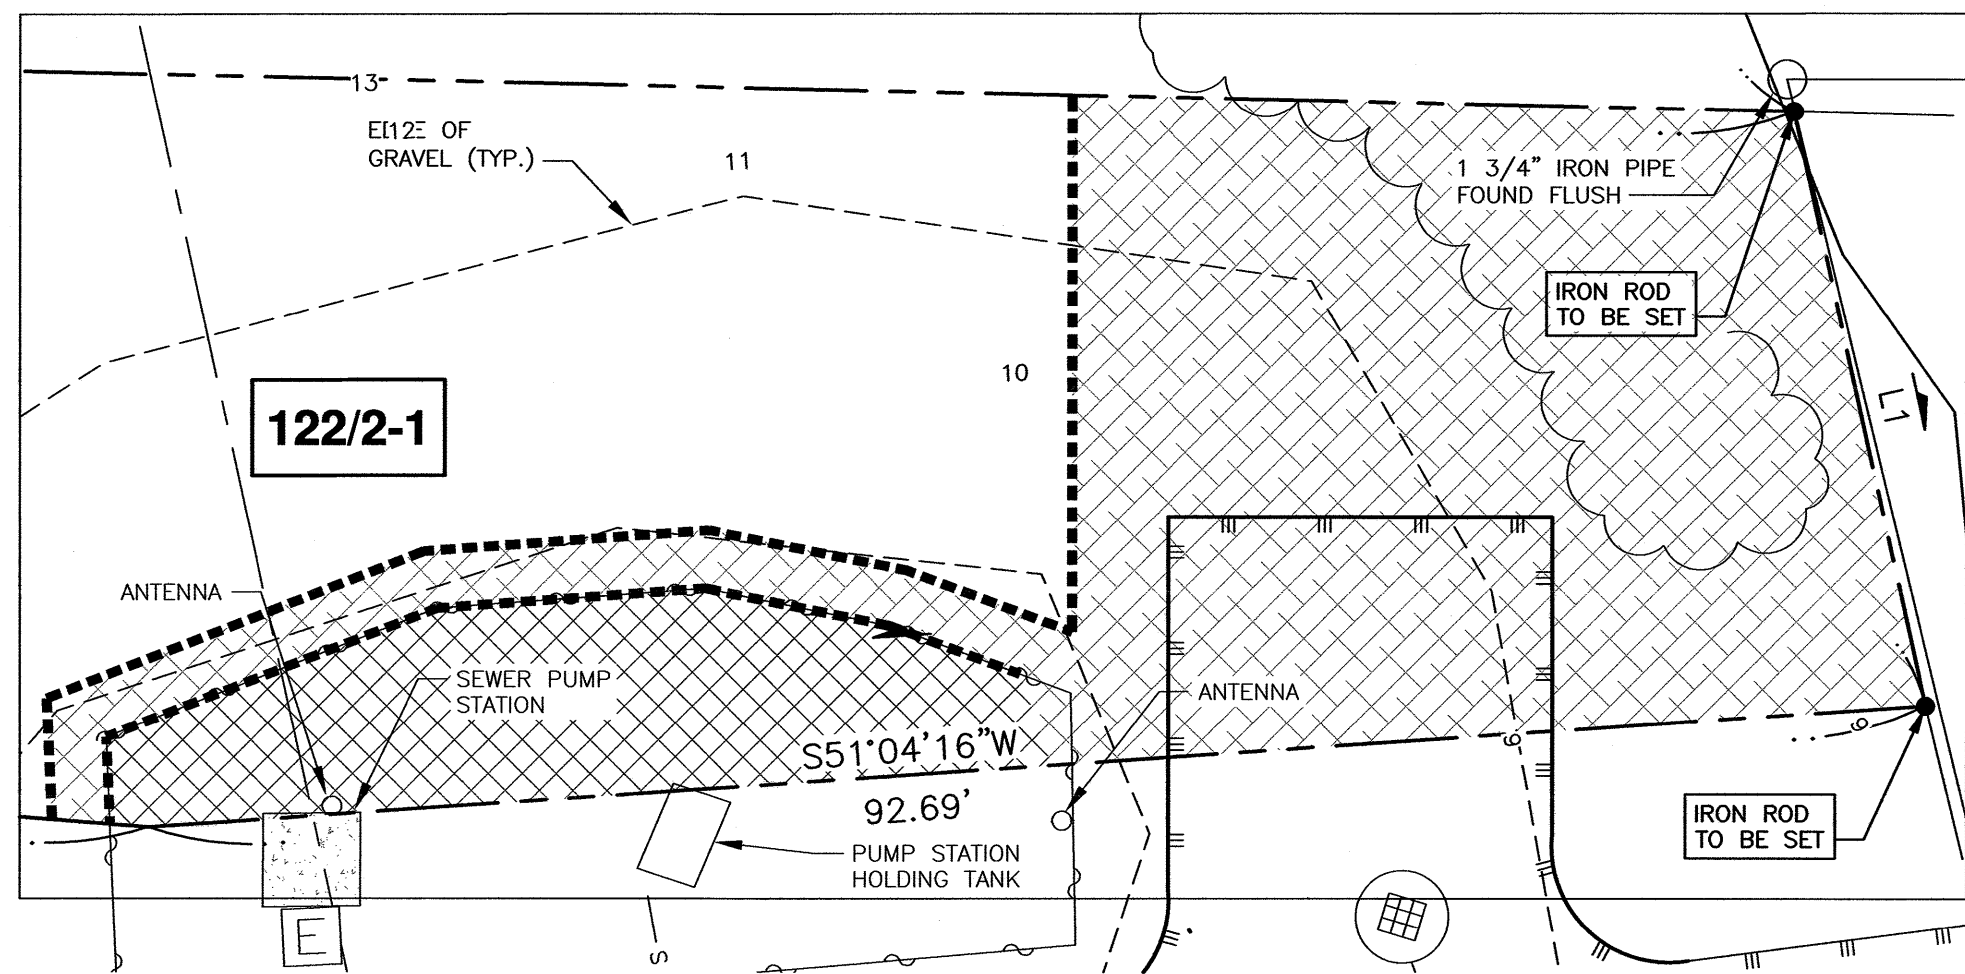 13
E[12E OF
GRAVEL (TYP.)
11
1 3/4” IRON PIPE
FOUND FLUSH
IRON ROD
TO BE SET
10
L1
122/2-1
ANTENNA
SEWER PUMP
STATION
ANTENNA
S51°04'16”W
92.69'
9
9
IRON ROD
TO BE SET
PUMP STATION
HOLDING TANK
E
S